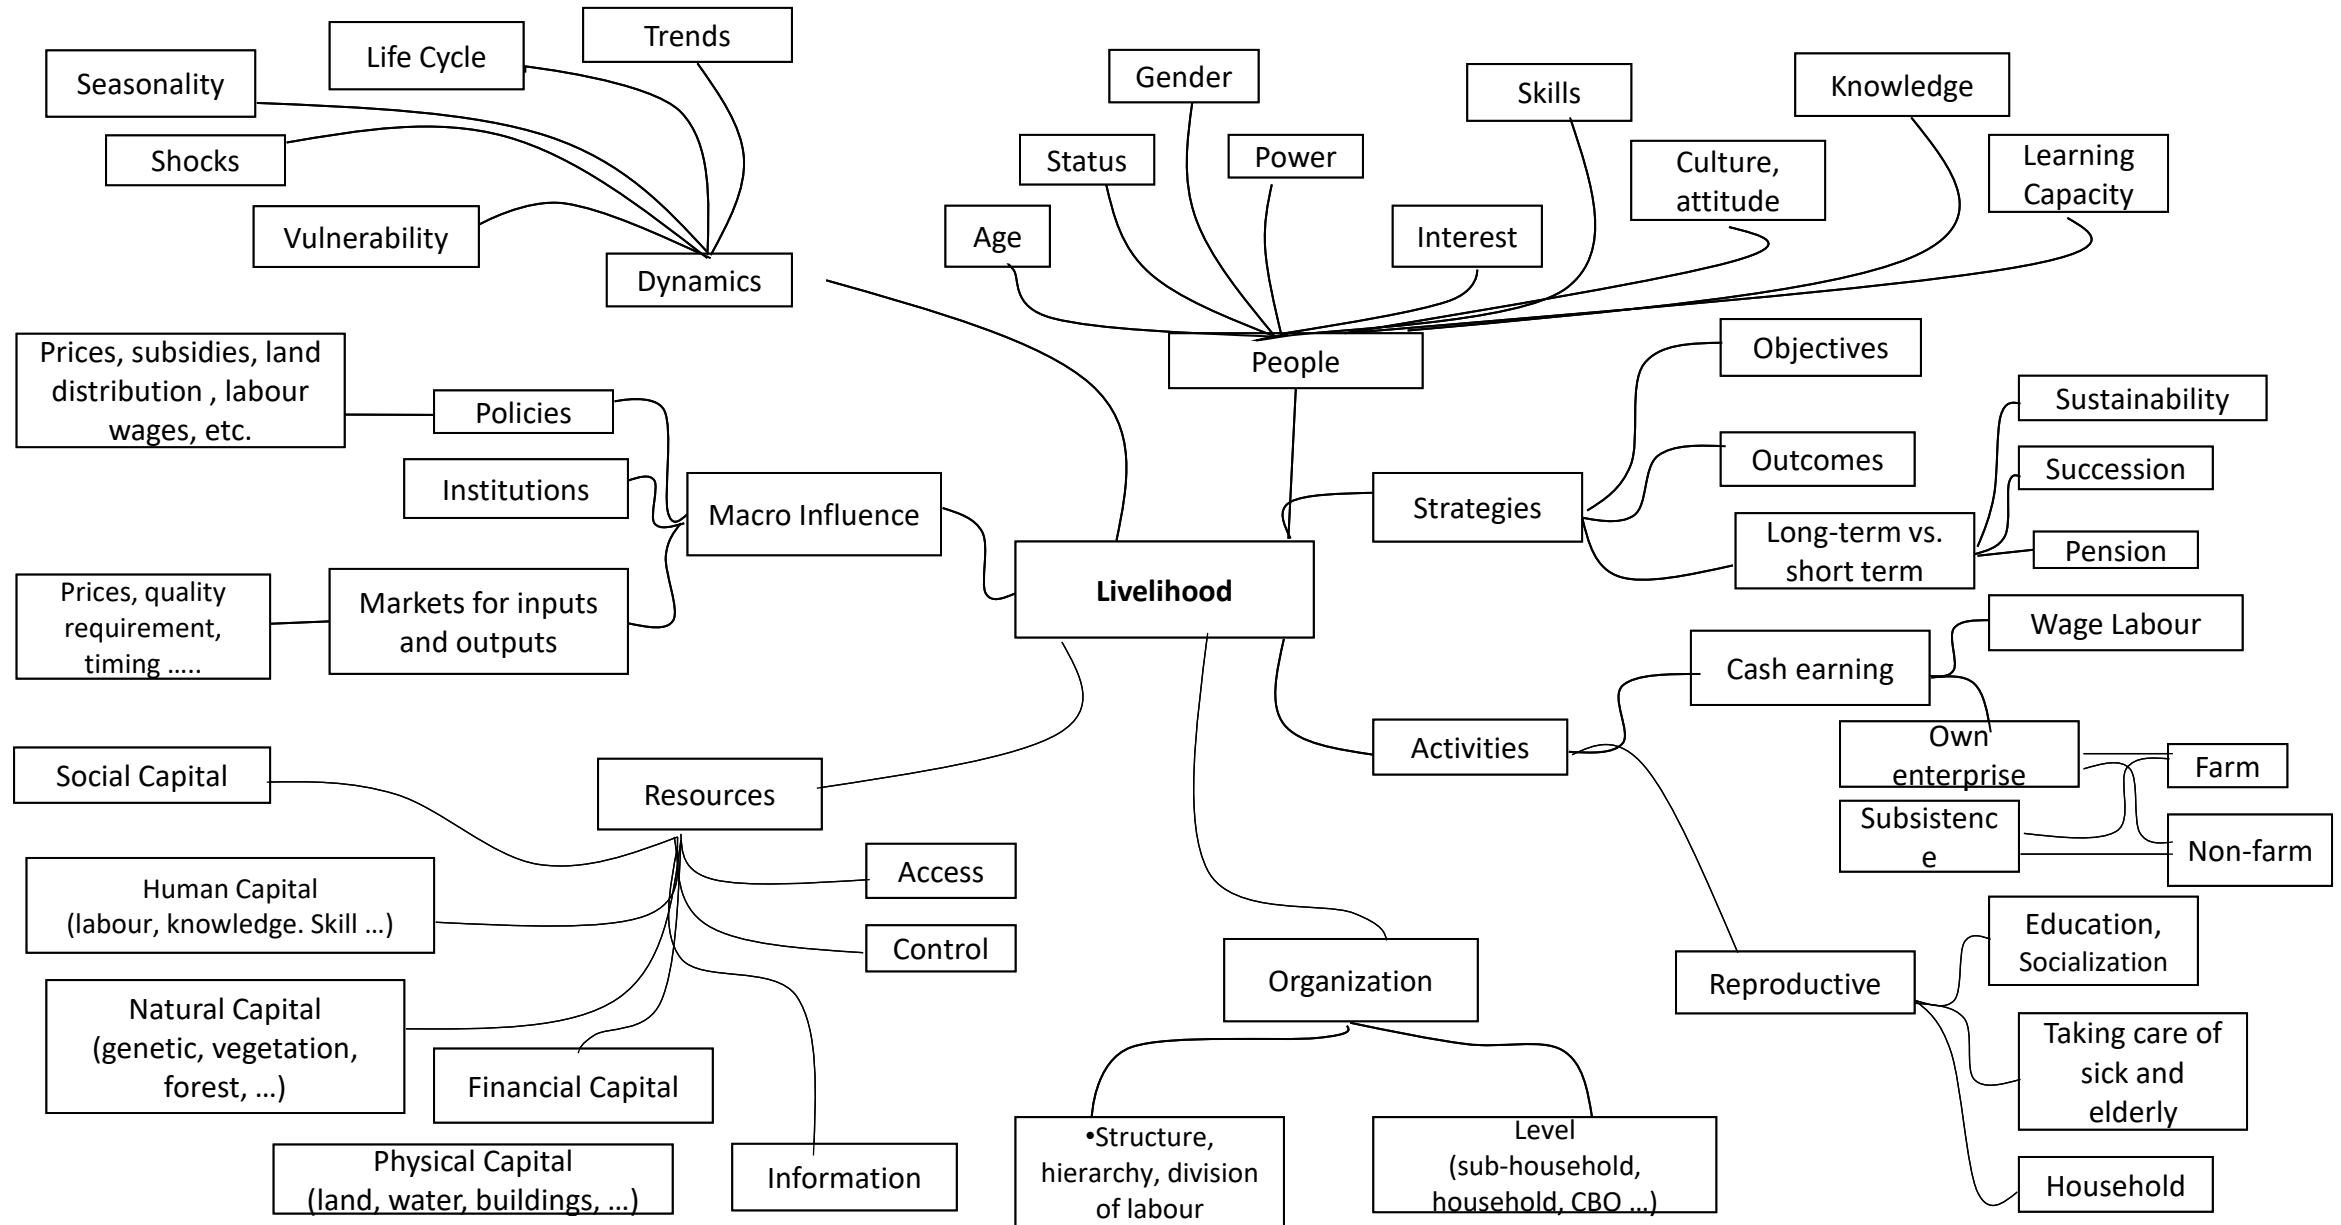 Trends
Life Cycle
Seasonality
Shocks
Vulnerability
Dynamics
Gender
Skills
Knowledge
Status
Power
Culture,
attitude
Learning
Capacity
Age
Interest
People
Prices, subsidies, land
distribution , labour
wages, etc.
Policies
Institutions
Macro Influence
Prices, quality
requirement,
timing .....
Markets for inputs
and outputs
Livelihood
Strategies
Objectives
Outcomes
Long-term vs.
short term
Sustainability
Succession
Pension
Activities
Cash earning
Wage Labour
Own
enterprise
Subsistenc
e
Farm
Non-farm
Reproductive
Education,
Socialization
Taking care of
sick and
elderly
Household
Social Capital
Resources
Human Capital
(labour, knowledge. Skill ...)
Access
Control
Natural Capital
(genetic, vegetation,
forest, ...)
Financial Capital
Physical Capital
(land, water, buildings, ...)
Information
Organization
•Structure,
hierarchy, division
of labour
Level
(sub-household,
household, CBO ...)